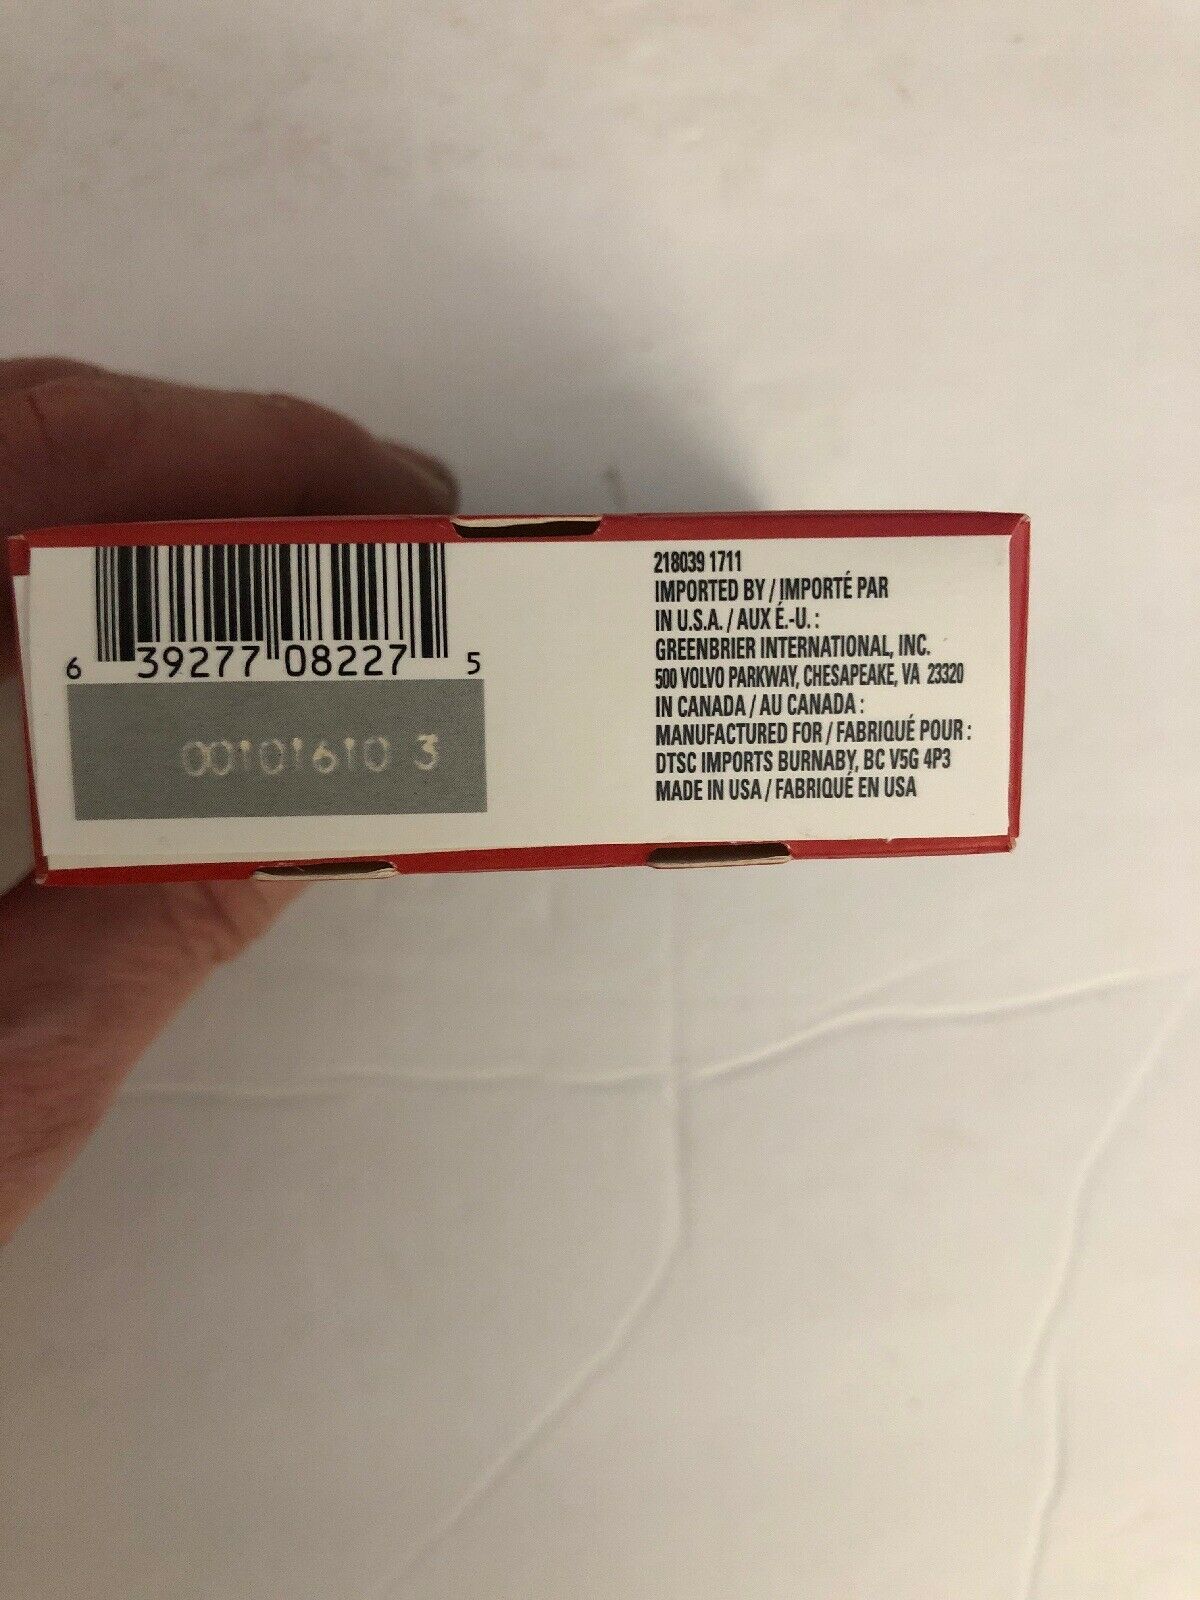 6 39277 08227 5
00101610 3
218039 1711
IMPORTED BY / IMPORTÉ PAR
IN U.S.A. / AUX É.-U. :
GREENBRIER INTERNATIONAL, INC.
500 VOLVO PARKWAY, CHESAPEAKE, VA 23320
IN CANADA / AU CANADA :
MANUFACTURED FOR / FABRIQUÉ POUR :
DTSC IMPORTS BURNABY, BC V5G 4P3
MADE IN USA / FABRIQUÉ EN USA